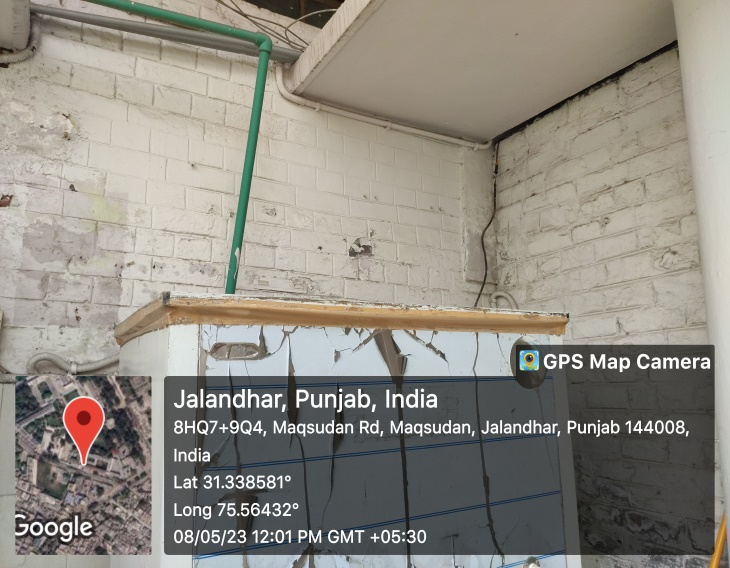 GPS Map Camera
Jalandhar, Punjab, India
8HQ7+9Q4, Maqsudan Rd, Maqsudan, Jalandhar, Punjab 144008,
India
Lat 31.338581°
Long 75.56432°
08/05/23 12:01 PM GMT +05:30
Google